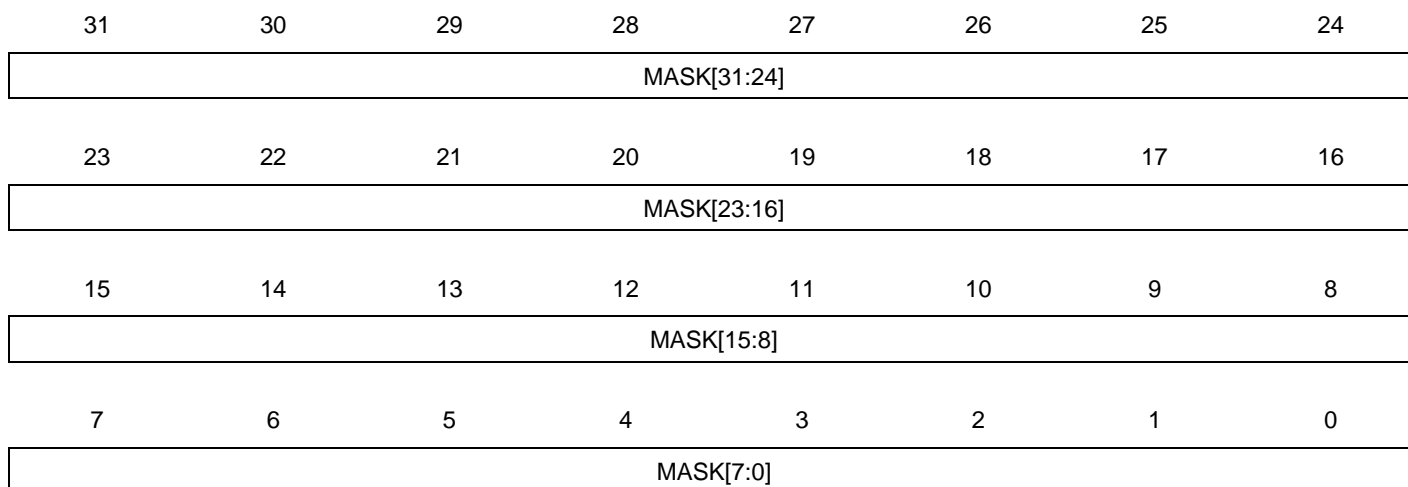 31 30 29 28 27 26 25 24
MASK[31:24]
23 22 21 20 19 18 17 16
MASK[23:16]
15 14 13 12 11 10 9 8
MASK[15:8]
7 6 5 4 3 2 1 0
MASK[7:0]